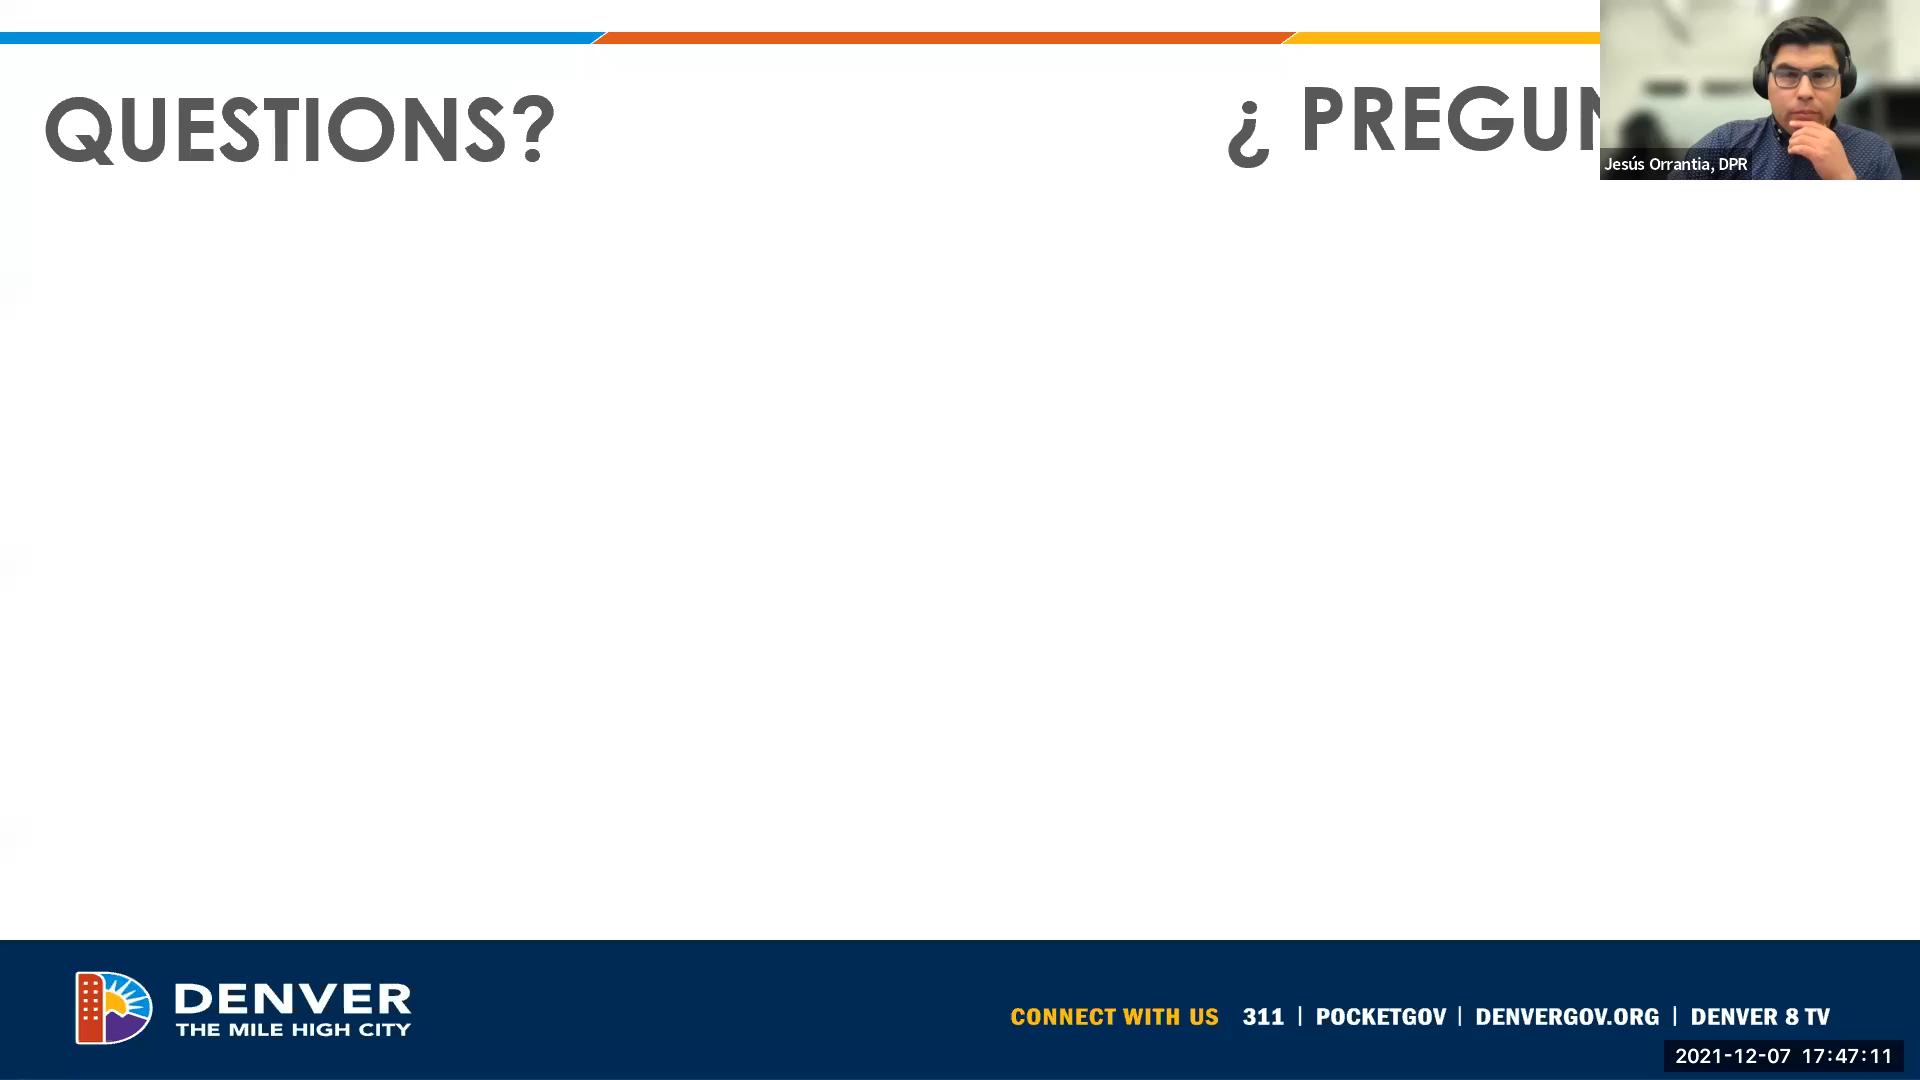 QUESTIONS?
¿ PREGUN
Jesús Orrantia, DPR
DENVER
THE MILE HIGH CITY
CONNECT WITH US 311 | POCKETGOV | DENVERGOV.ORG | DENVER 8 TV
2021-12-07 17:47:11